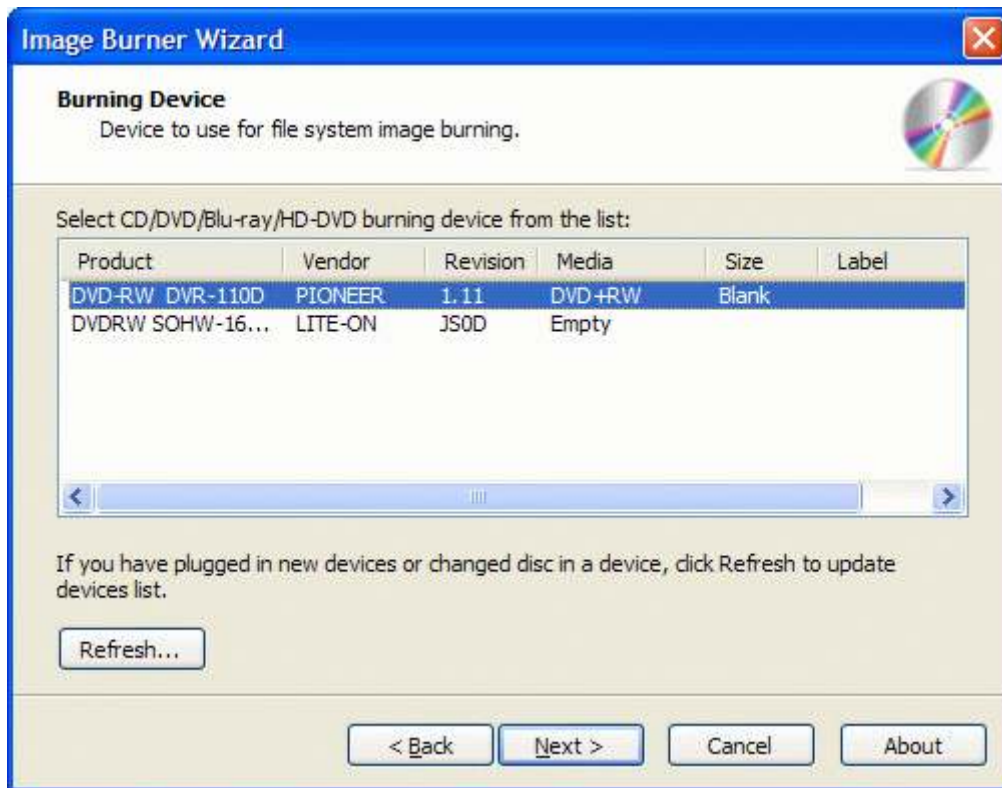 Image Burner Wizard
Burning Device
Device to use for file system image burning.
Select CD/DVD/Blu-ray/HD-DVD burning device from the list:
Product Vendor Revision Media Size Label
DVD-RW DVR-110D PIONEER 1.11 DVD+RW Blank
DVDRW SOHW-16... LITE-ON JS0D Empty
If you have plugged in new devices or changed disc in a device, click Refresh to update
devices list.
Refresh...
< Back Next > Cancel About